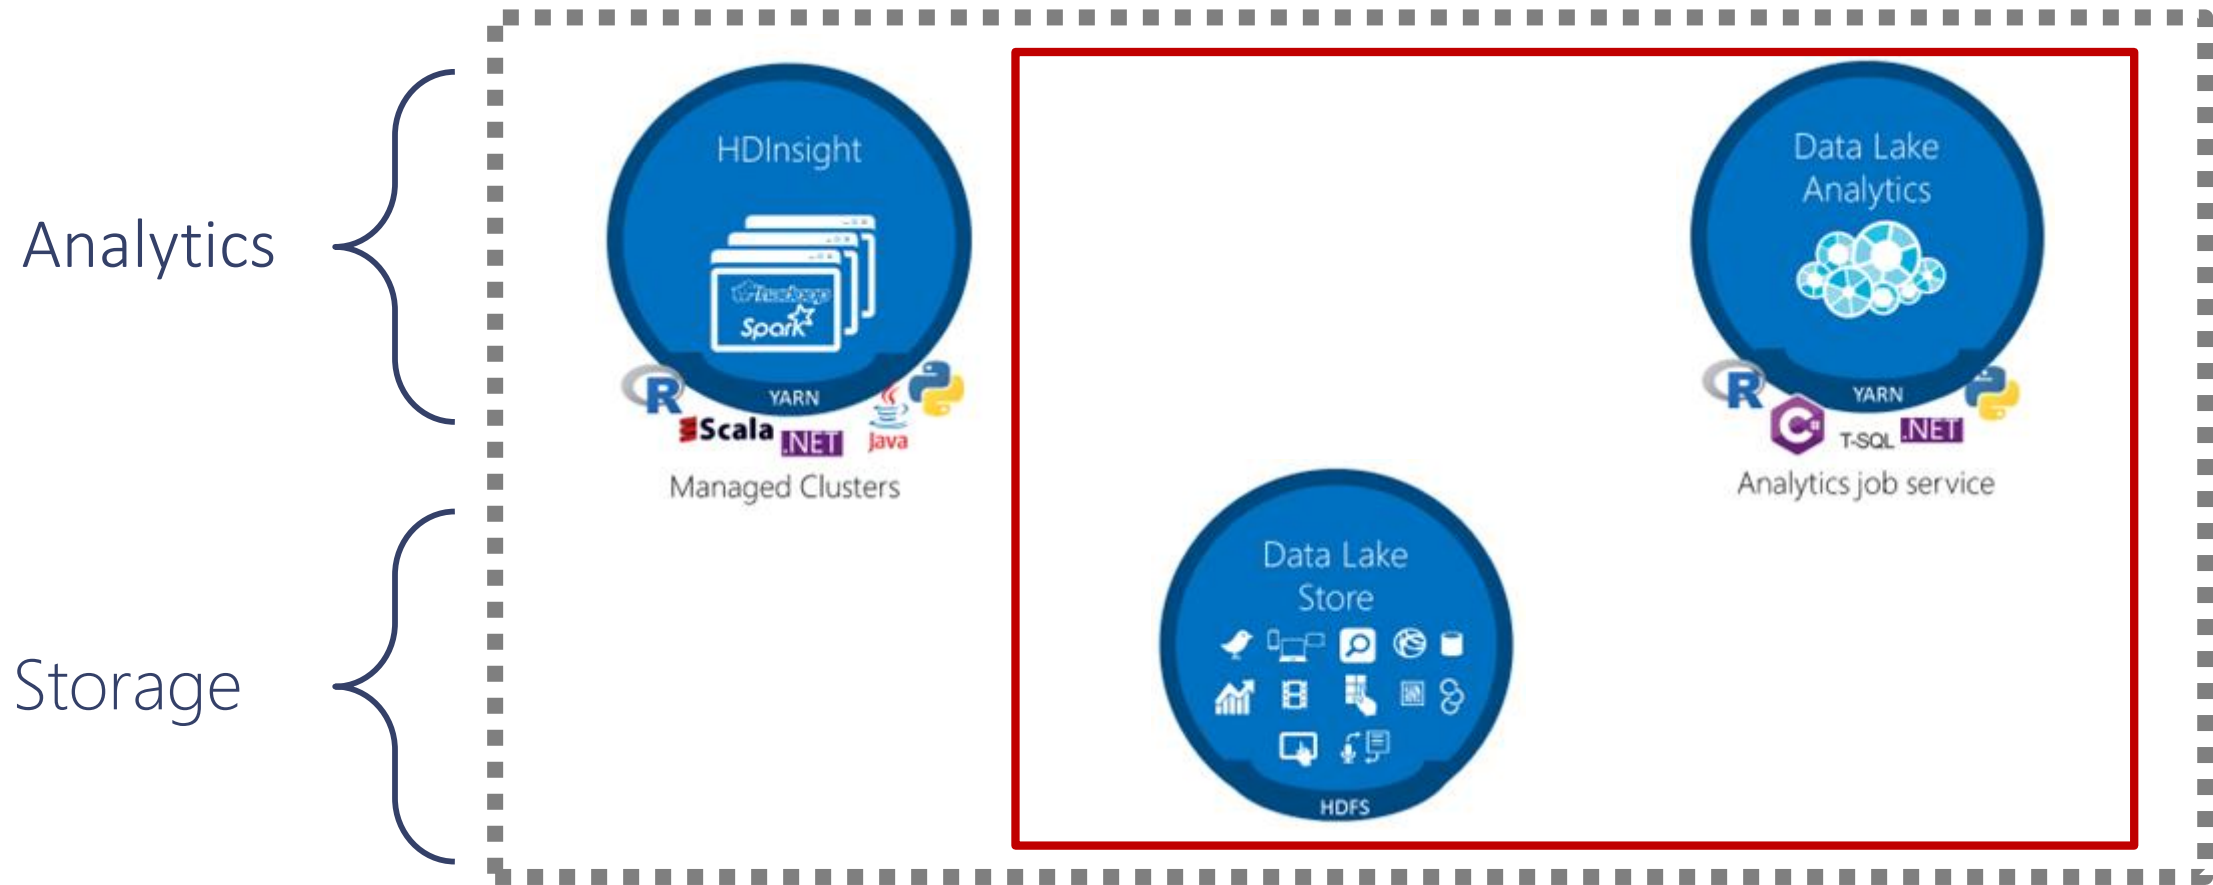 Analytics
HDInsight
Hadoop
Spark
YARN
R
Scala
.NET
Java
Managed Clusters
Data Lake
Analytics
YARN
R
C#
T-SQL
.NET
Analytics job service
Storage
Data Lake
Store
HDFS